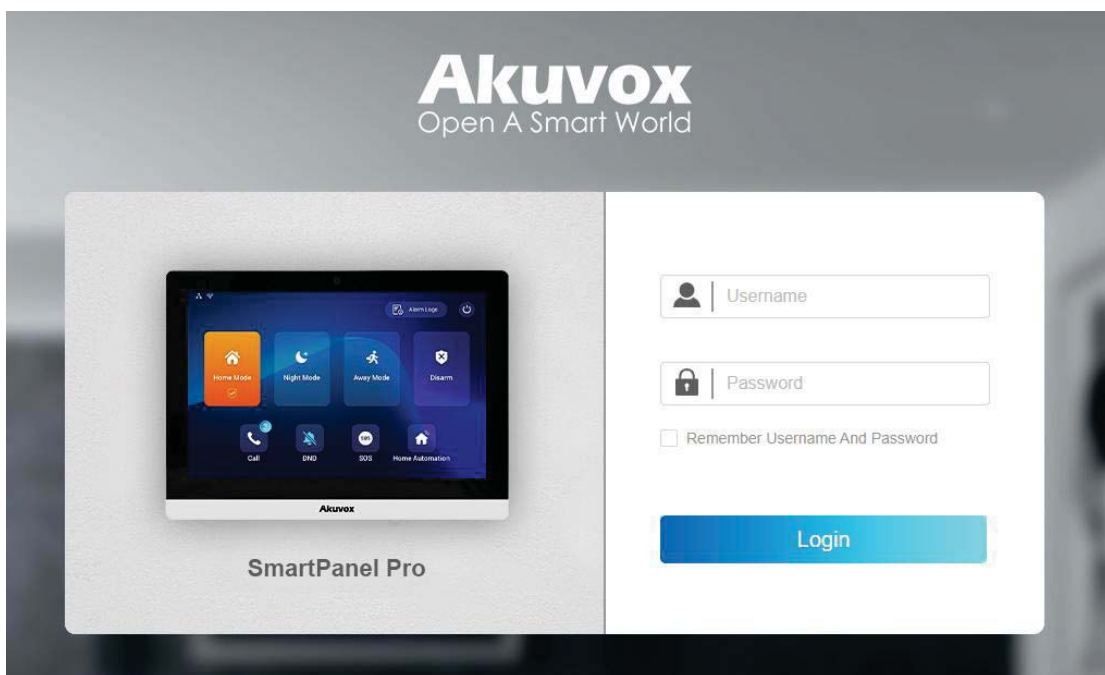 Akuvox
Open A Smart World
Alarm Logs
Home Mode
Night Mode
Away Mode
Disarm
Call
DND
SOS
SOS
Home Automation
Akuvox
SmartPanel Pro
Username
Password
Remember Username And Password
Login